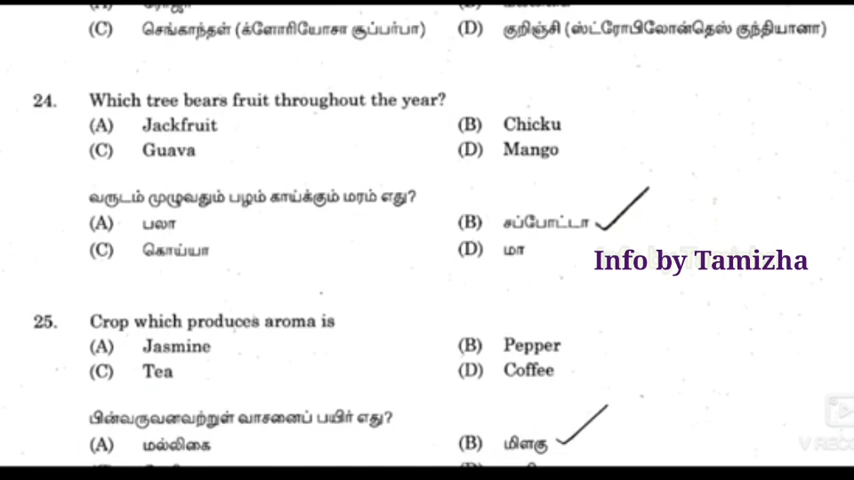 (C) செங்காந்தள் (க்ளோரியோசா சூப்பர்பா) (D) குறிஞ்சி (ஸ்ட்ரோபிலோன்தெஸ் குந்தியானா)
24. Which tree bears fruit throughout the year?
(A) Jackfruit (B) Chicku
(C) Guava (D) Mango
வருடம் முழுவதும் பழம் காய்க்கும் மரம் எது?
(A) பலா (B) சப்போட்டா
(C) கொய்யா (D) மா
Info by Tamizha
25. Crop which produces aroma is
(A) Jasmine (B) Pepper
(C) Tea (D) Coffee
பின்வருவனவற்றுள் வாசனைப் பயிர் எது?
(A) மல்லிகை (B) மிளகு
V RECO